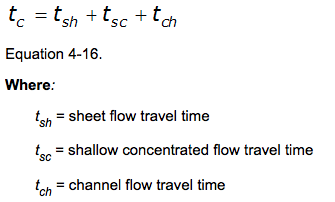 t_c = t_sh + t_sc + t_ch
Equation 4-16.
Where:
t_sh = sheet flow travel time
t_sc = shallow concentrated flow travel time
t_ch = channel flow travel time